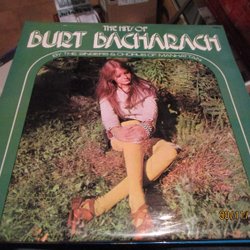 THE HITS OF
BURT BACHARACH
BY THE SINGERS & CHORUS OF MANHATTAN